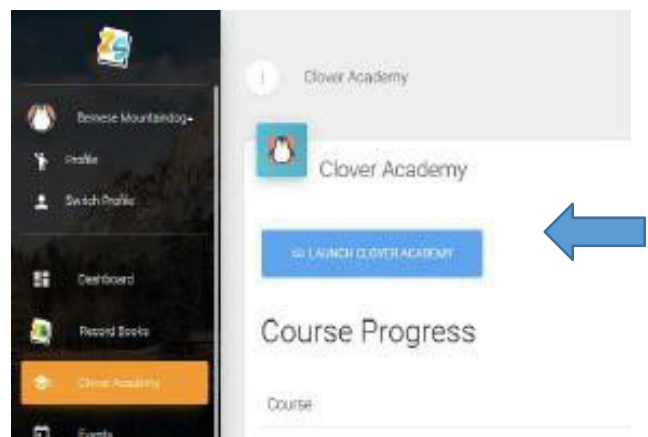 Bernese Mountaindog
Profile
Switch Profile
Dashboard
Record Books
Clover Academy
Events
Clover Academy
Clover Academy
LAUNCH CLOVER ACADEMY
Course Progress
Course